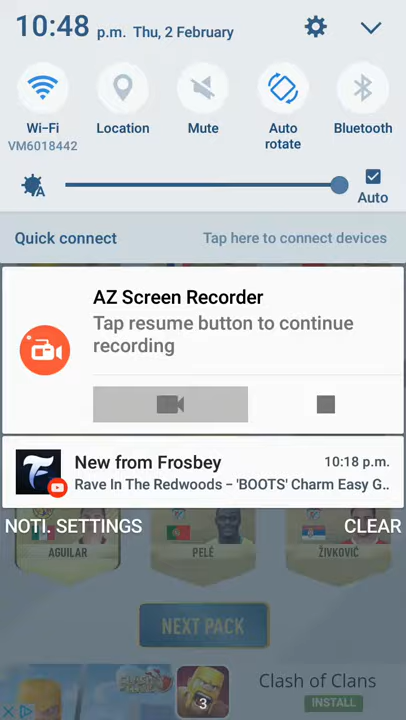 10:48 p.m. Thu, 2 February
Wi-Fi
VM6018442
Location
Mute
Auto
rotate
Bluetooth
A
Auto
Quick connect
Tap here to connect devices
AZ Screen Recorder
Tap resume button to continue
recording
New from Frosbey
10:18 p.m.
Rave In The Redwoods – 'BOOTS' Charm Easy G..
NOTI. SETTINGS
CLEAR
AGUILAR
PELÉ
ŽIVKOVIĆ
NEXT PACK
Clash of Clans
3
INSTALL